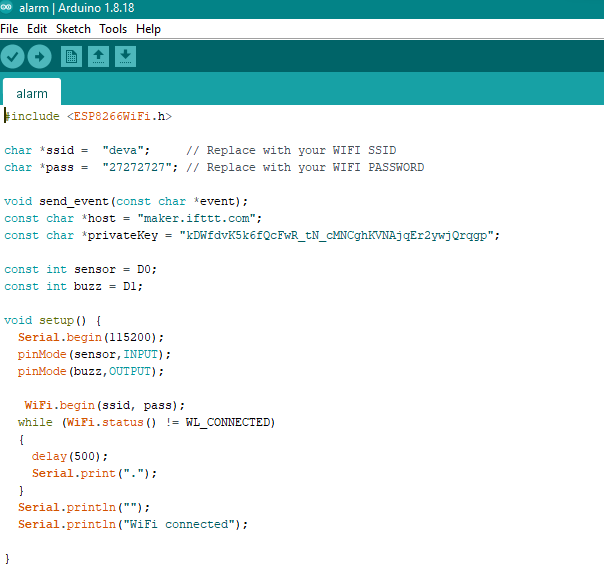 alarm | Arduino 1.8.18
File Edit Sketch Tools Help
alarm
#include <ESP8266WiFi.h>
char *ssid =  "deva";     // Replace with your WIFI SSID
char *pass =  "27272727"; // Replace with your WIFI PASSWORD
void send_event(const char *event);
const char *host = "maker.ifttt.com";
const char *privateKey = "kDWfdvK5k6fQcFwR_tN_cMNCghKVNAjqEr2ywjQrqgp";
const int sensor = D0;
const int buzz = D1;
void setup() {
  Serial.begin(115200);
  pinMode(sensor,INPUT);
  pinMode(buzz,OUTPUT);
   WiFi.begin(ssid, pass);
  while (WiFi.status() != WL_CONNECTED)
  {
    delay(500);
    Serial.print(".");
  }
  Serial.println("");
  Serial.println("WiFi connected");
}